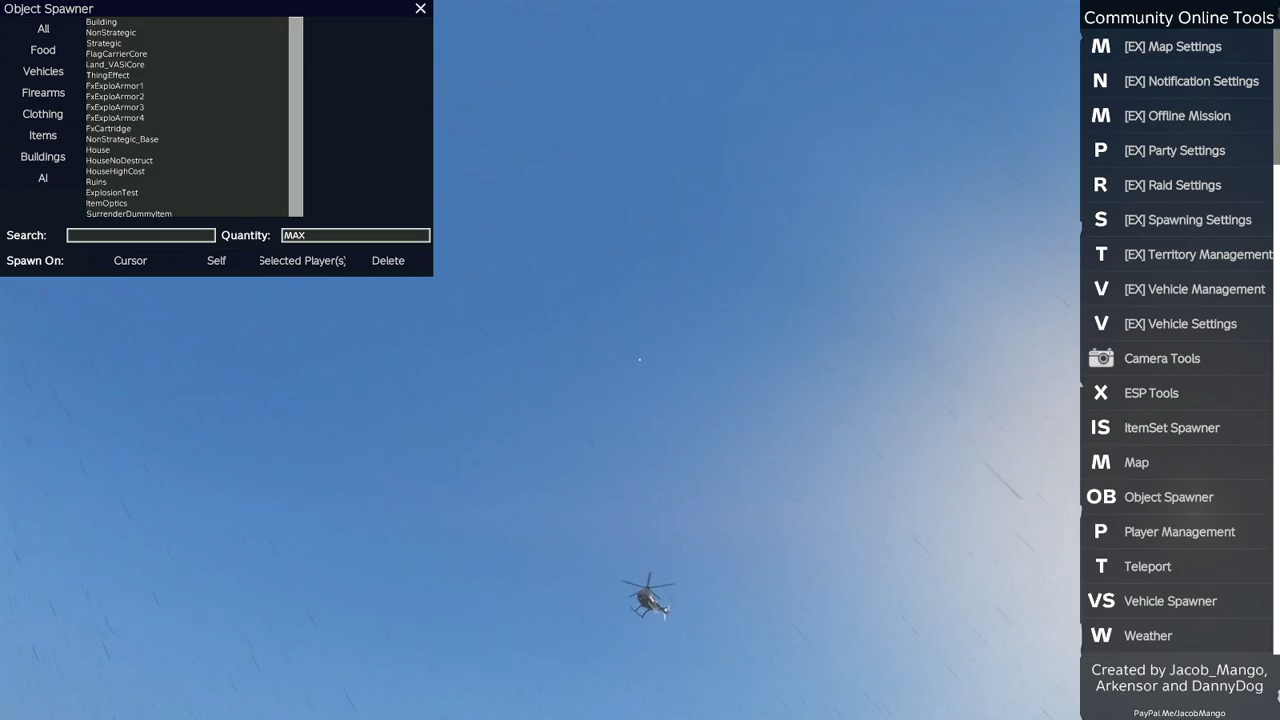 Object Spawner
All
Food
Vehicles
Firearms
Clothing
Items
Buildings
AI
Building
NonStrategic
Strategic
FlagCarrierCore
Land_VASICore
ThingEffect
FxExploArmor1
FxExploArmor2
FxExploArmor3
FxExploArmor4
FxCartridge
NonStrategic_Base
House
HouseNoDestruct
HouseHighCost
Ruins
ExplosionTest
ItemOptics
SurrenderDummyItem
Search: Quantity: MAX
Spawn On: Cursor Self Selected Player(s) Delete
Community Online Tools
M [EX] Map Settings
N [EX] Notification Settings
M [EX] Offline Mission
P [EX] Party Settings
R [EX] Raid Settings
S [EX] Spawning Settings
T [EX] Territory Management
V [EX] Vehicle Management
V [EX] Vehicle Settings
Camera Tools
X ESP Tools
IS ItemSet Spawner
M Map
OB Object Spawner
P Player Management
T Teleport
VS Vehicle Spawner
W Weather
Created by Jacob_Mango,
Arkensor and DannyDog
PayPal.Me/JacobMango